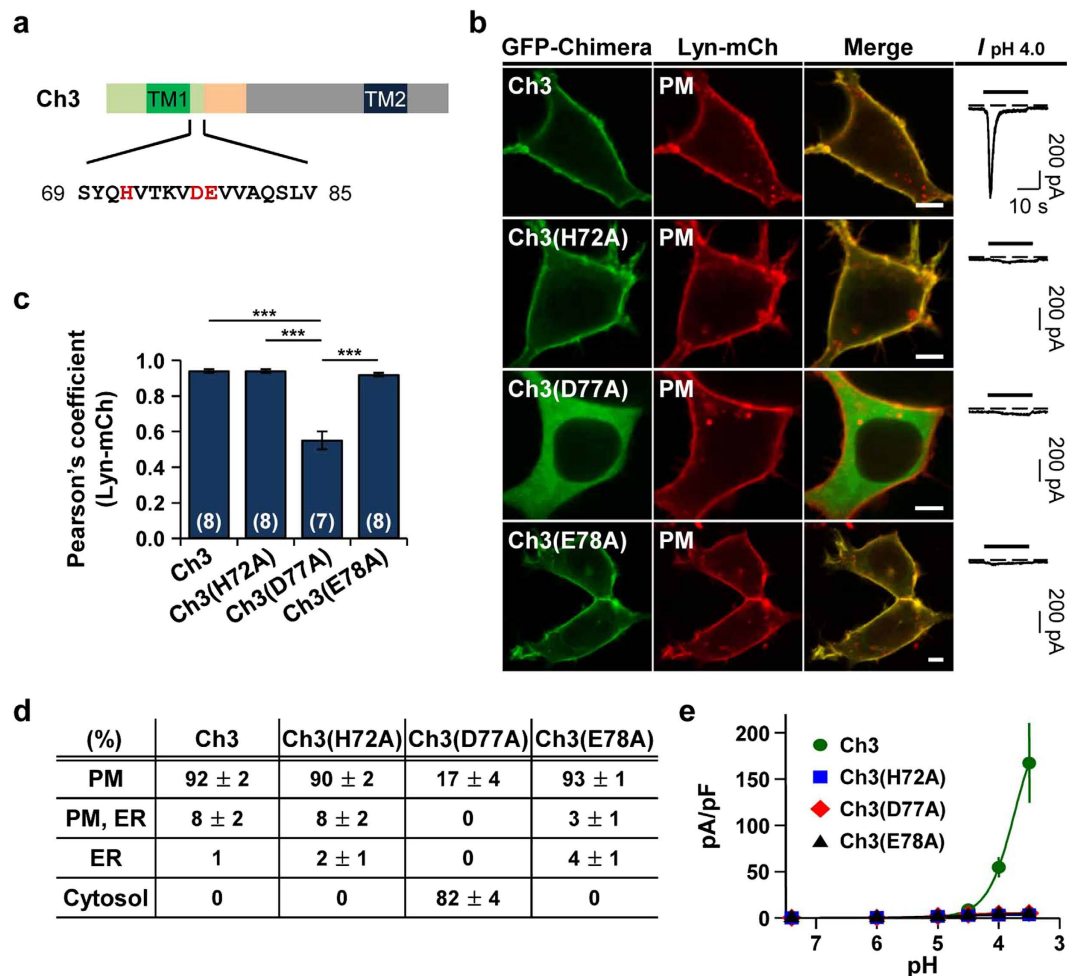 a
Ch3
TM1
TM2
69 SYQHVTKVDEVVAQSLV 85
b
GFP-Chimera Lyn-mCh Merge I pH 4.0
Ch3 PM
200 pA
10 s
Ch3(H72A) PM
200 pA
Ch3(D77A) PM
200 pA
Ch3(E78A) PM
200 pA
c
Pearson's coefficient
(Lyn-mCh)
***
*** ***
1.0
0.8
0.6
0.4
0.2
0.0
(8) (8) (7) (8)
Ch3 Ch3(H72A) Ch3(D77A) Ch3(E78A)
d
(%) Ch3 Ch3(H72A) Ch3(D77A) Ch3(E78A)
PM 92 ± 2 90 ± 2 17 ± 4 93 ± 1
PM, ER 8 ± 2 8 ± 2 0 3 ± 1
ER 1 2 ± 1 0 4 ± 1
Cytosol 0 0 82 ± 4 0
e
pA/pF
200
150
100
50
0
Ch3
Ch3(H72A)
Ch3(D77A)
Ch3(E78A)
7 6 5 4 3
pH